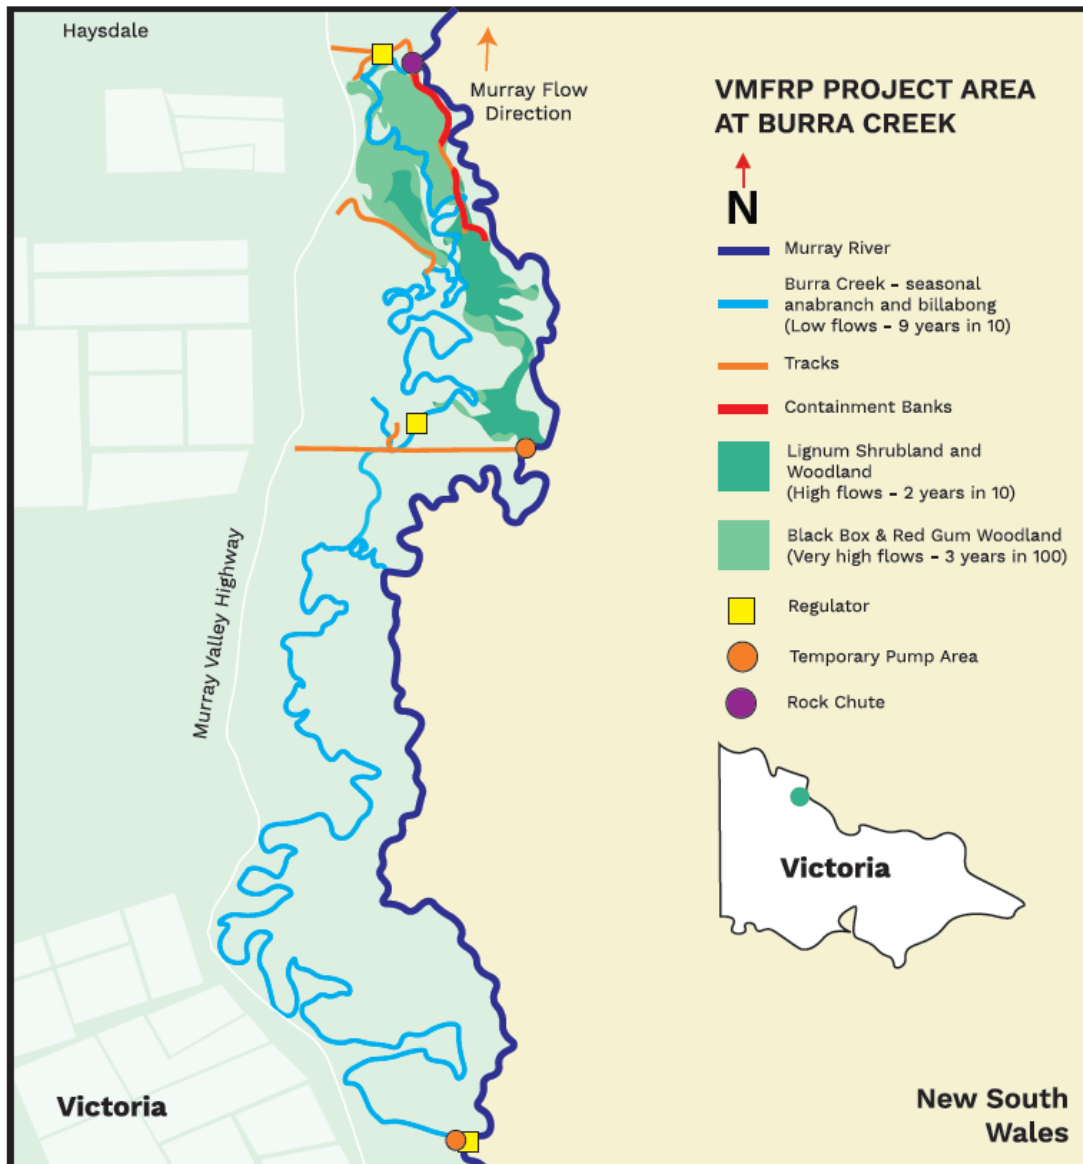 Haysdale
Murray Flow
Direction
VMFRP PROJECT AREA
AT BURRA CREEK
N
Murray River
Burra Creek - seasonal
anabranch and billabong
(Low flows - 9 years in 10)
Tracks
Containment Banks
Lignum Shrubland and
Woodland
(High flows - 2 years in 10)
Black Box & Red Gum Woodland
(Very high flows - 3 years in 100)
Regulator
Temporary Pump Area
Rock Chute
Murray Valley Highway
Victoria
Victoria
New South
Wales